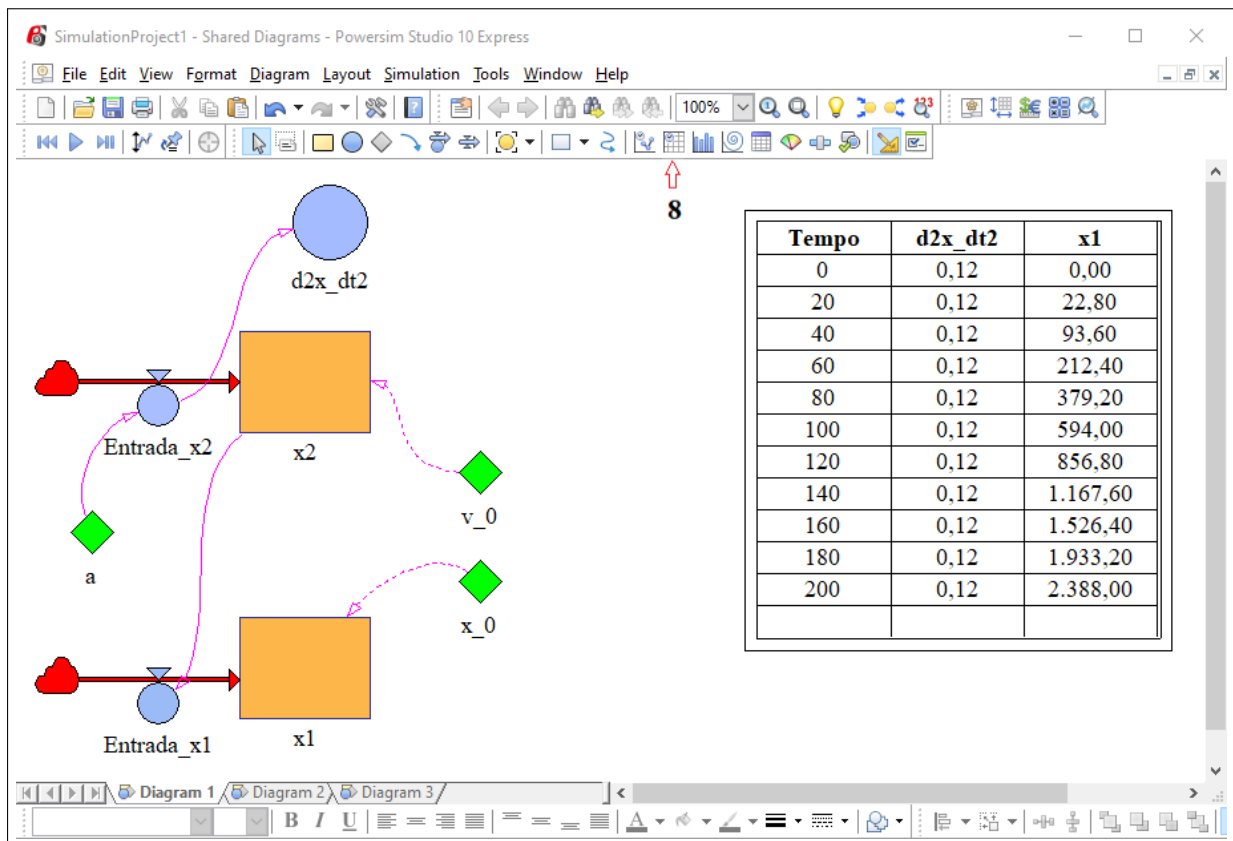 SimulationProject1 - Shared Diagrams - Powersim Studio 10 Express
File Edit View Format Diagram Layout Simulation Tools Window Help
100%
8
d2x_dt2
Entrada_x2
x2
v_0
a
x_0
Entrada_x1
x1
Tempo d2x_dt2 x1
0 0,12 0,00
20 0,12 22,80
40 0,12 93,60
60 0,12 212,40
80 0,12 379,20
100 0,12 594,00
120 0,12 856,80
140 0,12 1.167,60
160 0,12 1.526,40
180 0,12 1.933,20
200 0,12 2.388,00
Diagram 1 Diagram 2 Diagram 3
B I U A